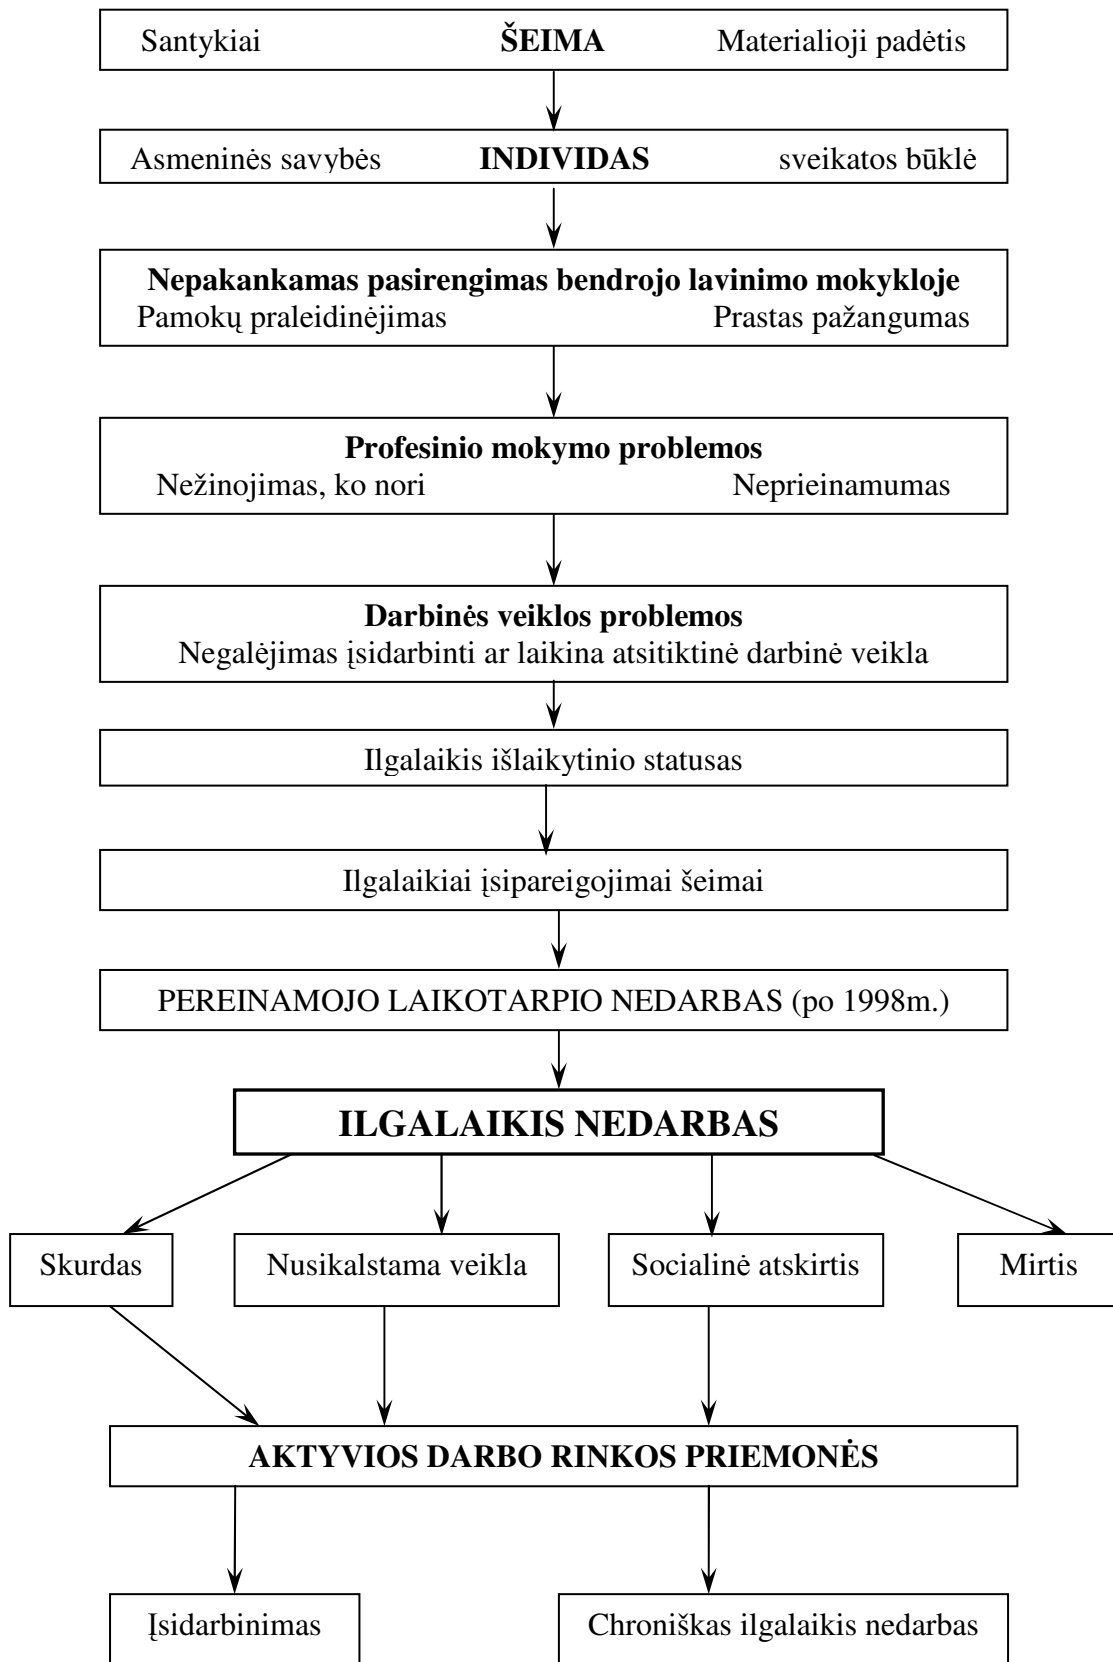 Santykiai ŠEIMA Materialioji padėtis
Asmeninės savybės INDIVIDAS sveikatos būklė
Nepakankamas pasirengimas bendrojo lavinimo mokykloje
Pamokų praleidinėjimas Prastas pažangumas
Profesinio mokymo problemos
Nežinojimas, ko nori Neprieinamumas
Darbinės veiklos problemos
Negalėjimas įsidarbinti ar laikina atsitiktinė darbinė veikla
Ilgalaikis išlaikytinio statusas
Ilgalaikiai įsipareigojimai šeimai
PEREINAMOJO LAIKOTARPIO NEDARBAS (po 1998m.)
ILGALAIKIS NEDARBAS
Skurdas Nusikalstama veikla Socialinė atskirtis Mirtis
AKTYVIOS DARBO RINKOS PRIEMONĖS
Įsidarbinimas Chroniškas ilgalaikis nedarbas